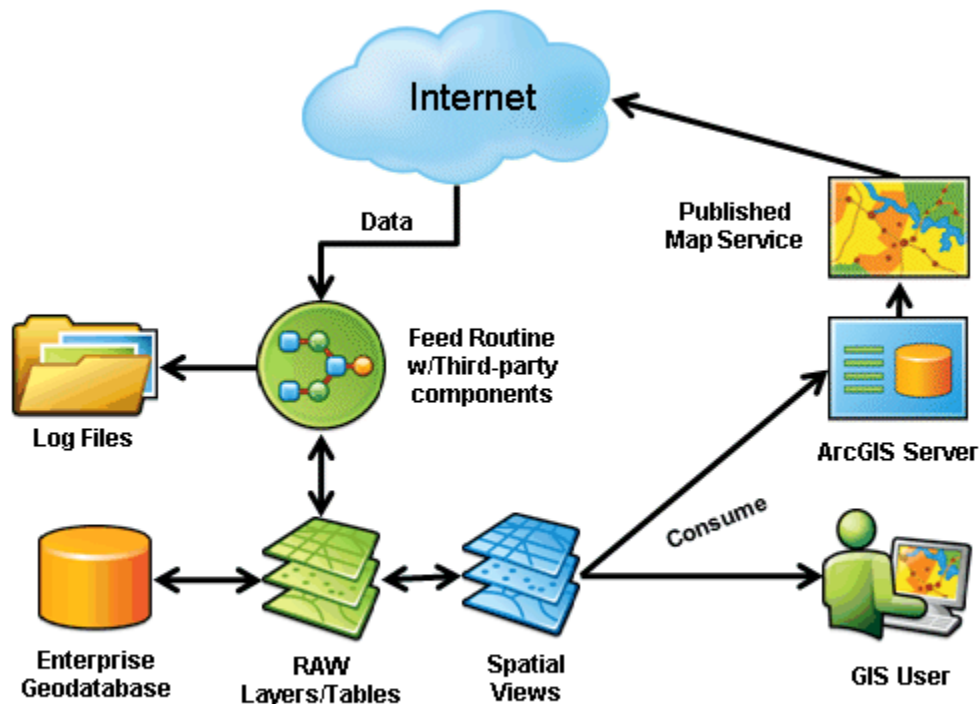 Internet
Data
Published
Map Service
Feed Routine
w/Third-party
components
Log Files
ArcGIS Server
Consume
Enterprise
Geodatabase
RAW
Layers/Tables
Spatial
Views
GIS User